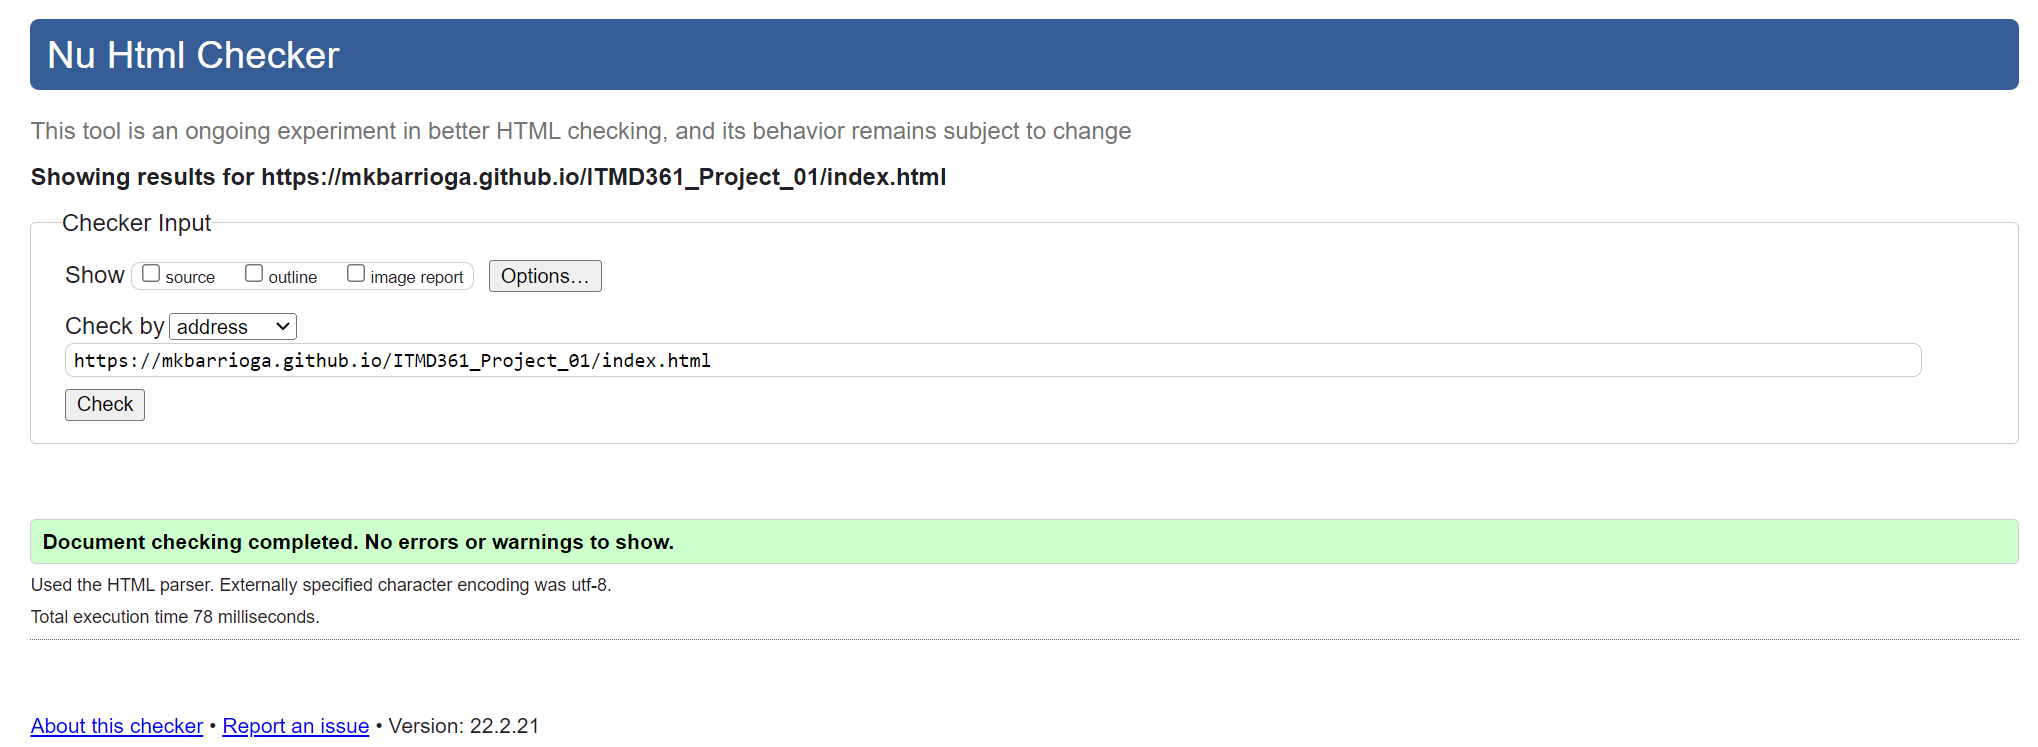 Nu Html Checker
This tool is an ongoing experiment in better HTML checking, and its behavior remains subject to change
Showing results for https://mkbarrioga.github.io/ITMD361_Project_01/index.html
Checker Input
Show source outline image report Options…
Check by address
https://mkbarrioga.github.io/ITMD361_Project_01/index.html
Check
Document checking completed. No errors or warnings to show.
Used the HTML parser. Externally specified character encoding was utf-8.
Total execution time 78 milliseconds.
About this checker • Report an issue • Version: 22.2.21